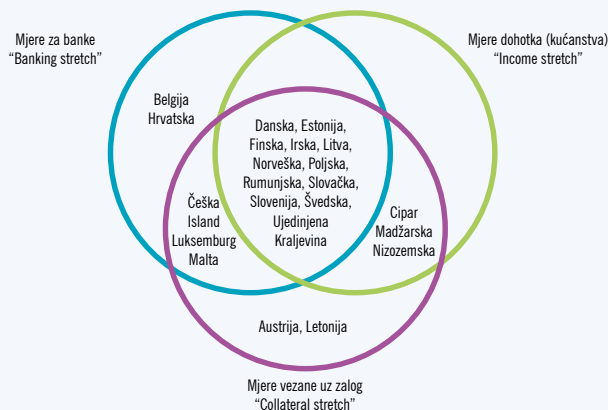 Mjere za banke
“Banking stretch”
Mjere dohotka (kućanstva)
“Income stretch”
Belgija
Hrvatska
Danska, Estonija,
Finska, Irska, Litva,
Norveška, Poljska,
Rumunjska, Slovačka,
Slovenija, Švedska,
Ujedinjena
Kraljevina
Češka
Island
Luksemburg
Malta
Cipar
Madžarska
Nizozemska
Austrija, Letonija
Mjere vezane uz zalog
“Collateral stretch”